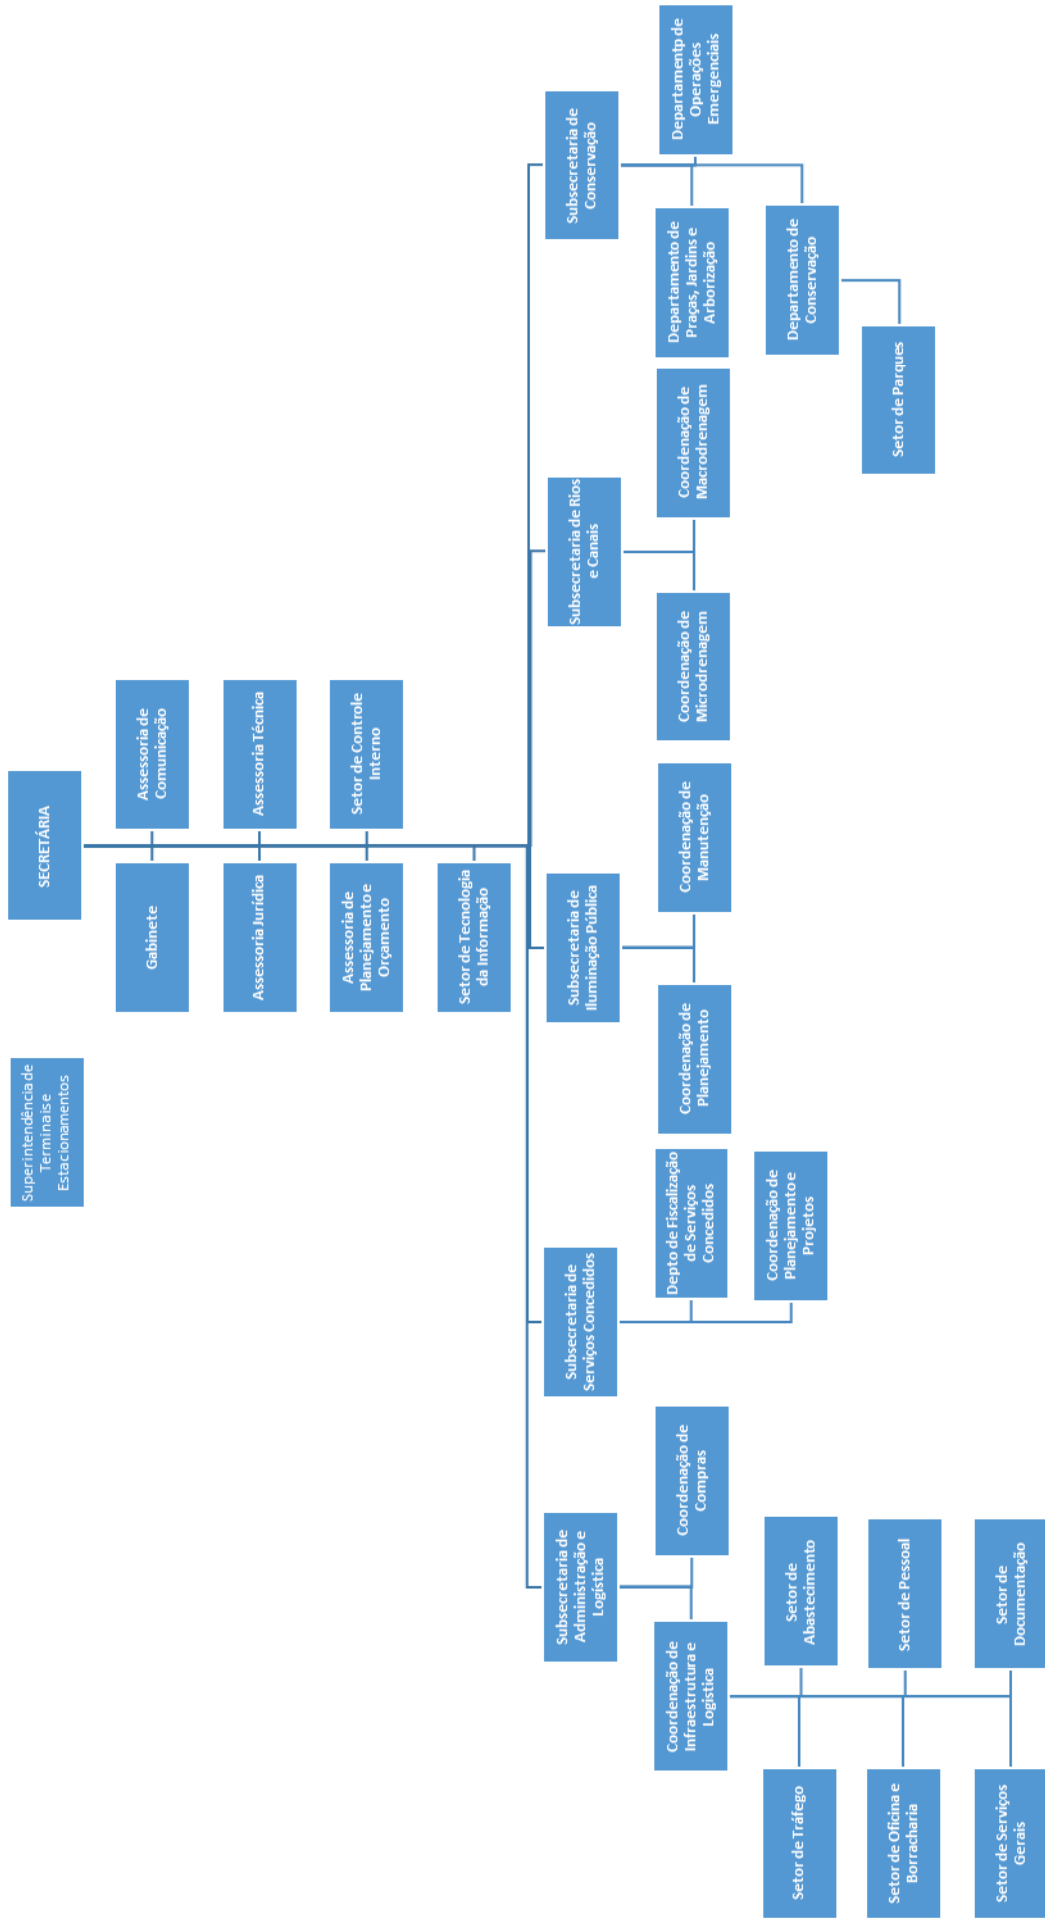 Superintendência de
Terminais e
Estacionamentos
SECRETÁRIA
Gabinete
Assessoria de
Comunicação
Assessoria Jurídica
Assessoria Técnica
Assessoria de
Planejamento e
Orçamento
Setor de Controle
Interno
Setor de Tecnologia
da Informação
Subsecretaria de
Administração e
Logística
Subsecretaria de
Serviços Concedidos
Subsecretaria de
Iluminação Pública
Subsecretaria de Rios
e Canais
Subsecretaria de
Conservação
Coordenação de
Infraestrutura e
Logística
Coordenação de
Compras
Depto de Fiscalização
de Serviços
Concedidos
Coordenação de
Planejamento
Coordenação de
Manutenção
Coordenação de
Microdrenagem
Coordenação de
Macrodrenagem
Departamento de
Praças, Jardins e
Arborização
Departamentp de
Operações
Emergenciais
Setor de Tráfego
Setor de
Abastecimento
Coordenação de
Planejamento e
Projetos
Departamento de
Conservação
Setor de Oficina e
Borracharia
Setor de Pessoal
Setor de Parques
Setor de Serviços
Gerais
Setor de
Documentação